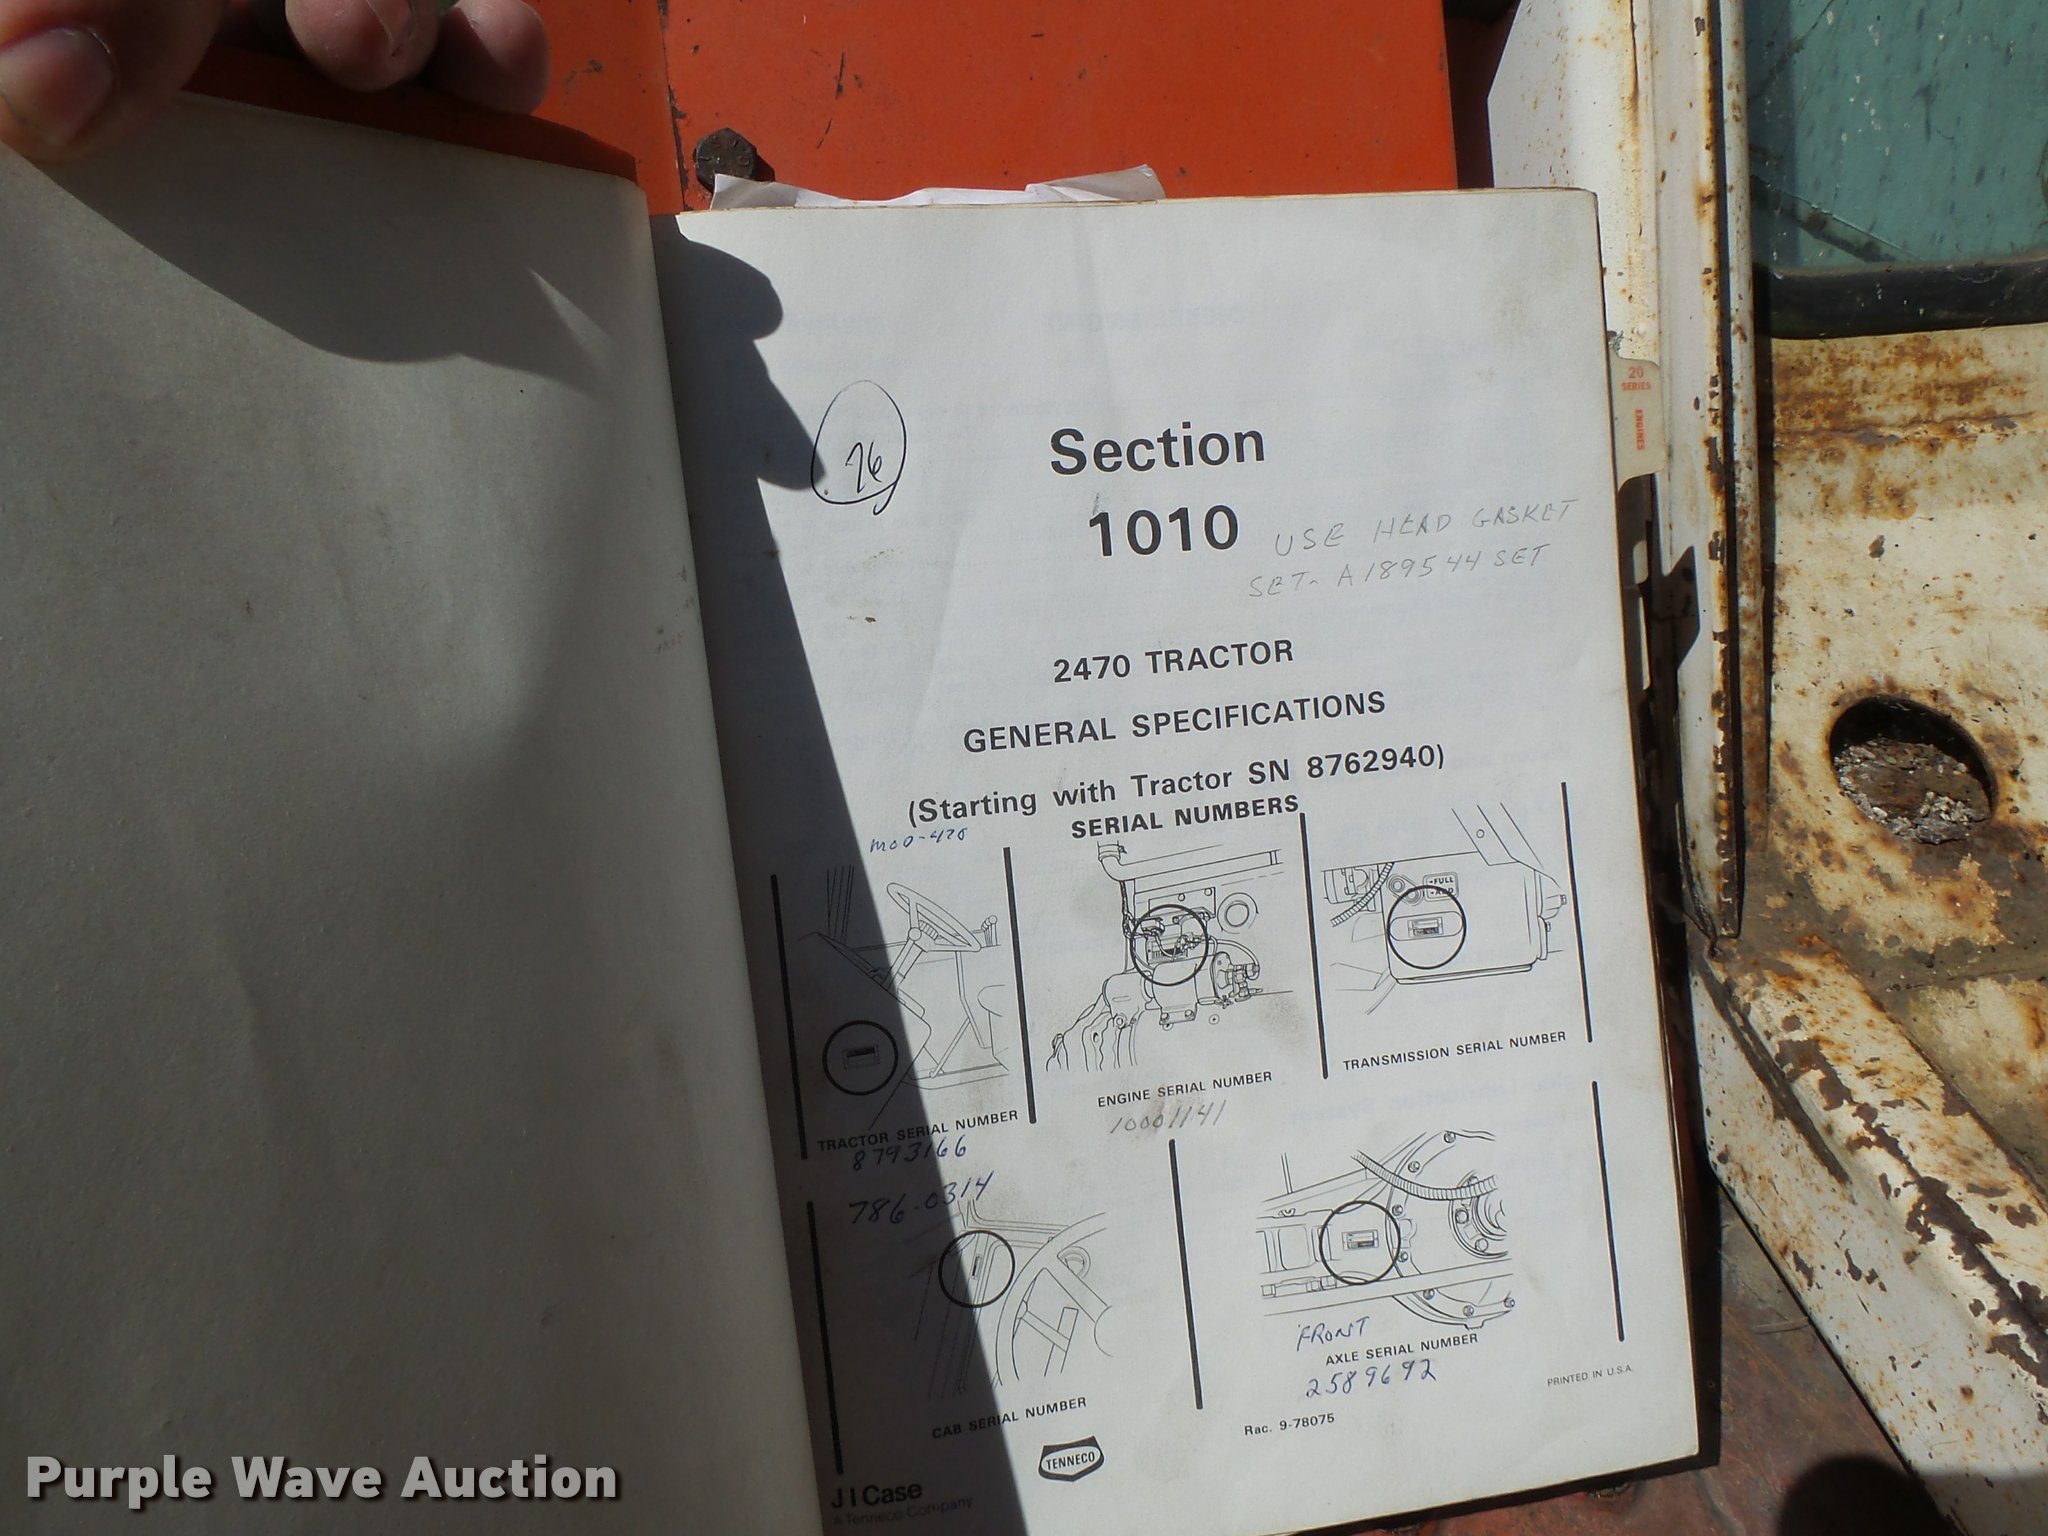 20
SERIES
ENGINES
76
Section
1010
USE HEAD GASKET
SET- A189544 SET
2470 TRACTOR
GENERAL SPECIFICATIONS
(Starting with Tractor SN 8762940)
SERIAL NUMBERS
FULL
ADD
TRACTOR SERIAL NUMBER
8793166
ENGINE SERIAL NUMBER
10001141
TRANSMISSION SERIAL NUMBER
786.0314
CAB SERIAL NUMBER
FRONT
AXLE SERIAL NUMBER
2589692
PRINTED IN U.S.A.
Rac. 9-78075
TENNECO
J I Case
A Tenneco Company
Purple Wave Auction